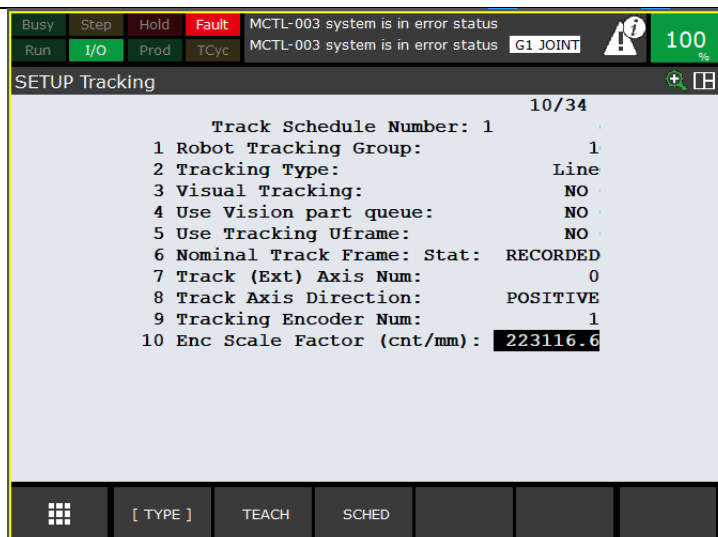 Busy Step Hold Fault MCTL-003 system is in error status
Run I/O Prod TCyc MCTL-003 system is in error status G1 JOINT 100 %
SETUP Tracking
10/34
Track Schedule Number: 1
1 Robot Tracking Group: 1
2 Tracking Type: Line
3 Visual Tracking: NO
4 Use Vision part queue: NO
5 Use Tracking Uframe: NO
6 Nominal Track Frame: Stat: RECORDED
7 Track (Ext) Axis Num: 0
8 Track Axis Direction: POSITIVE
9 Tracking Encoder Num: 1
10 Enc Scale Factor (cnt/mm): 223116.6
[ TYPE ] TEACH SCHED